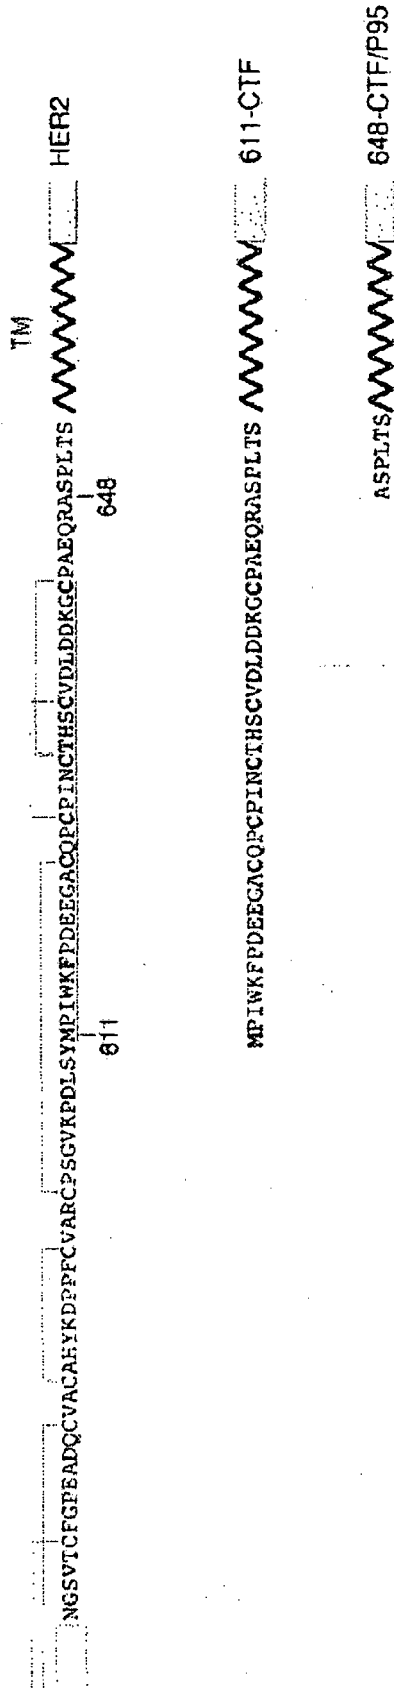 TM
NGSVTCFGPEADQCVACAHYKDPPFCVARCPSGVKPDLSYMPIWKFPDEEGACQPCPINCTHSCVDLDDKGCPAEQRASPLTS HER2
611 648
MPIWKFPDEEGACQPCPINCTHSCVDLDDKGCPAEQRASPLTS 611-CTF
ASPLTS 648-CTF/P95